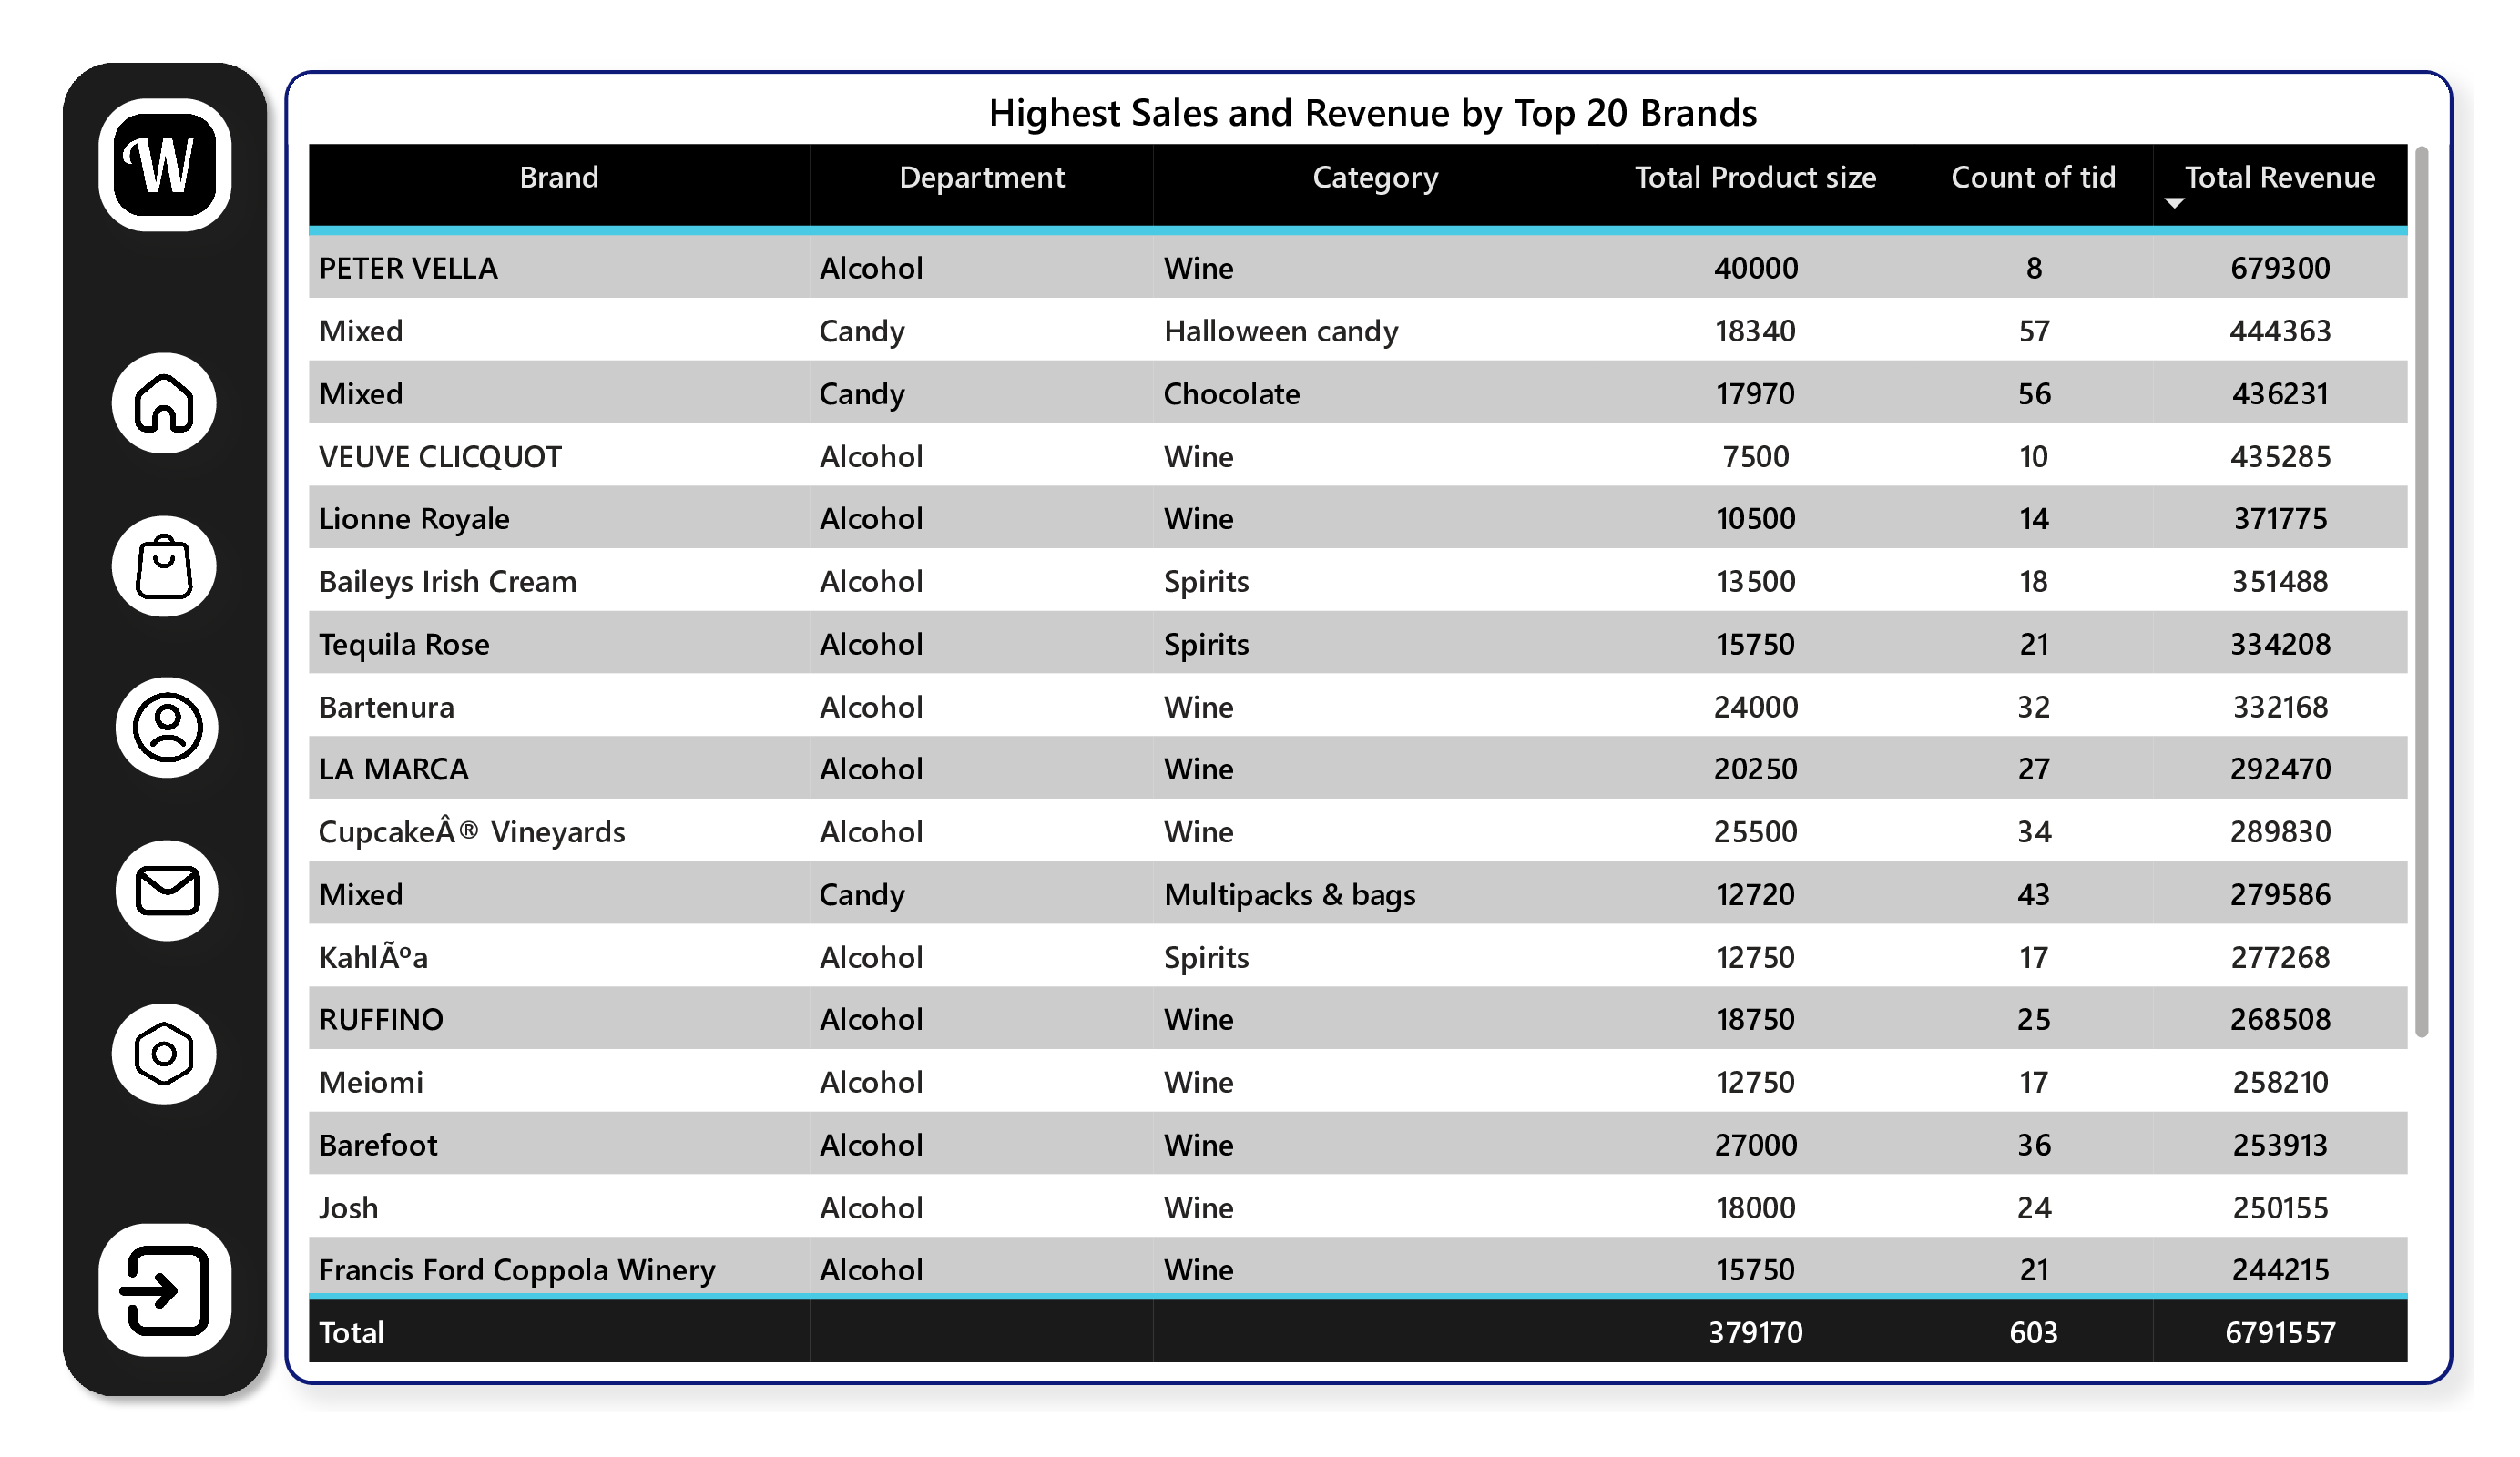 W
Highest Sales and Revenue by Top 20 Brands
Brand Department Category Total Product size Count of tid Total Revenue
PETER VELLA Alcohol Wine 40000 8 679300
Mixed Candy Halloween candy 18340 57 444363
Mixed Candy Chocolate 17970 56 436231
VEUVE CLICQUOT Alcohol Wine 7500 10 435285
Lionne Royale Alcohol Wine 10500 14 371775
Baileys Irish Cream Alcohol Spirits 13500 18 351488
Tequila Rose Alcohol Spirits 15750 21 334208
Bartenura Alcohol Wine 24000 32 332168
LA MARCA Alcohol Wine 20250 27 292470
CupcakeÂ® Vineyards Alcohol Wine 25500 34 289830
Mixed Candy Multipacks & bags 12720 43 279586
KahlÃºa Alcohol Spirits 12750 17 277268
RUFFINO Alcohol Wine 18750 25 268508
Meiomi Alcohol Wine 12750 17 258210
Barefoot Alcohol Wine 27000 36 253913
Josh Alcohol Wine 18000 24 250155
Francis Ford Coppola Winery Alcohol Wine 15750 21 244215
Total 379170 603 6791557